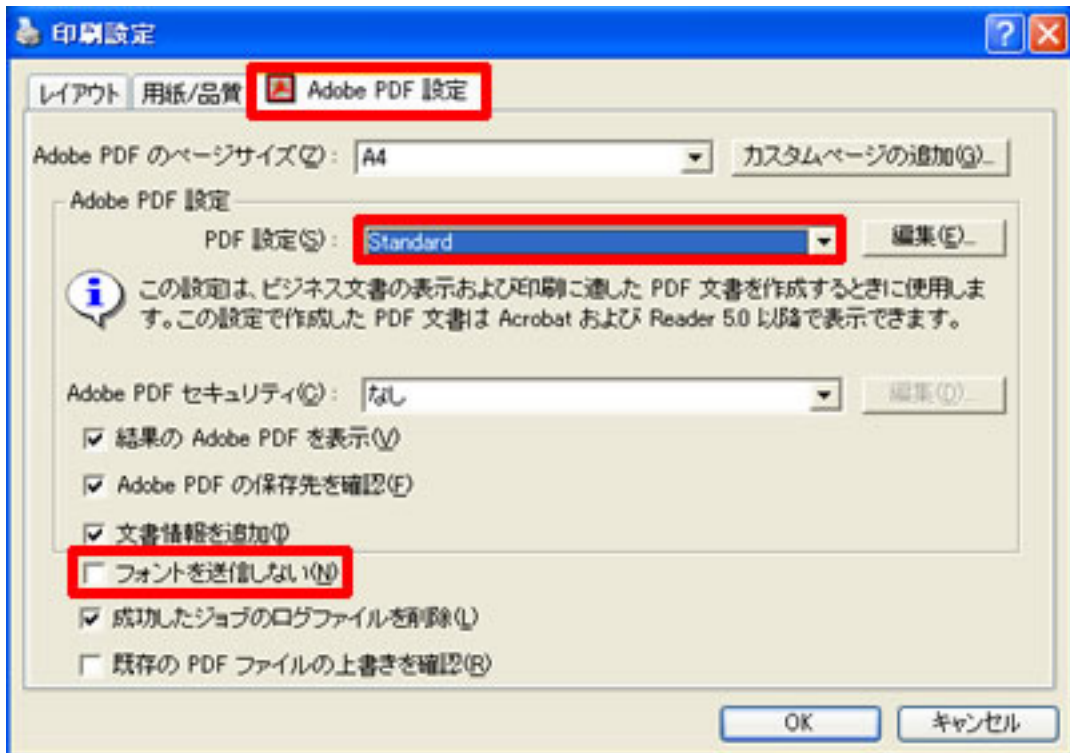 印刷設定
レイアウト 用紙/品質 Adobe PDF 設定
Adobe PDF のページサイズ(Z): A4 カスタムページの追加(G)...
Adobe PDF 設定
PDF 設定(S): Standard 編集(E)...
この設定は、ビジネス文書の表示および印刷に適した PDF 文書を作成するときに使用しま
す。この設定で作成した PDF 文書は Acrobat および Reader 5.0 以降で表示できます。
Adobe PDF セキュリティ(C): なし 編集(D)...
結果の Adobe PDF を表示(V)
Adobe PDF の保存先を確認(F)
文書情報を追加(I)
フォントを送信しない(N)
成功したジョブのログファイルを削除(L)
既存の PDF ファイルの上書きを確認(R)
OK キャンセル